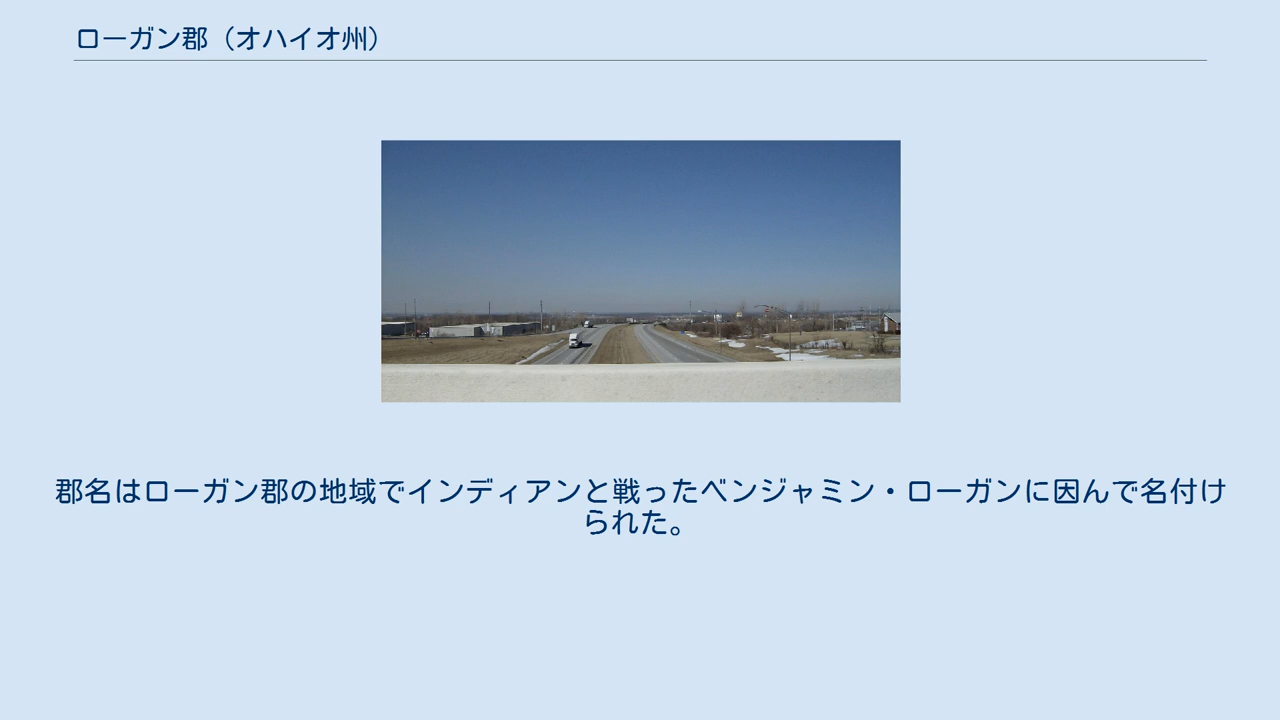 ローガン郡（オハイオ州）
郡名はローガン郡の地域でインディアンと戦ったベンジャミン・ローガンに因んで名付け
られた。